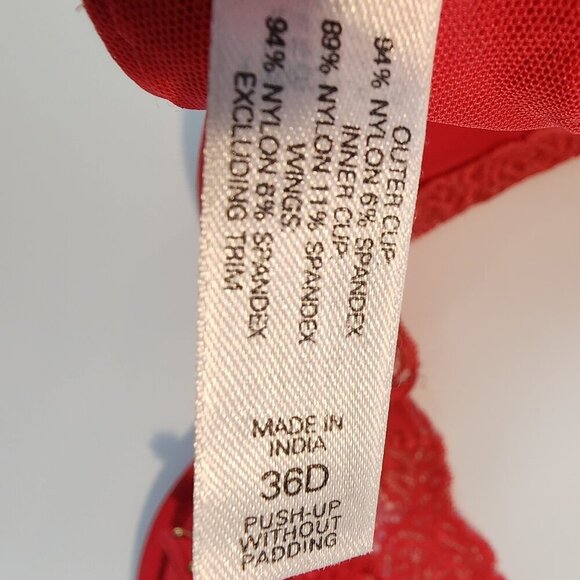 OUTER CUP
94% NYLON 6% SPANDEX
INNER CUP
89% NYLON 11% SPANDEX
WINGS:
94% NYLON 6% SPANDEX
EXCLUDING TRIM
MADE IN
INDIA
36D
PUSH-UP
WITHOUT
PADDING